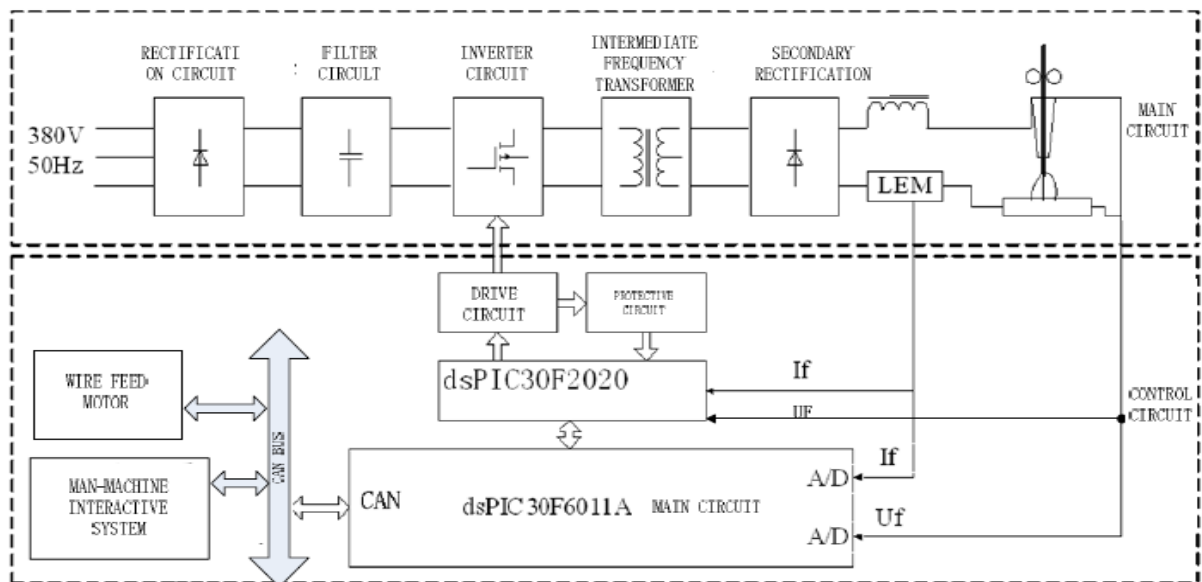 RECTIFICATI
ON CIRCUIT
:
FILTER
CIRCULT
INVERTER
CIRCUIT
INTERMEDIATE
FREQUENCY
TRANSFORMER
SECONDARY
RECTIFICATION
380V
50Hz
LEM
MAIN
CIRCUIT
DRIVE
CIRCUIT
PROTECTIVE
CIRCUIT
dsPIC30F2020
If
UF
CONTROL
CIRCUIT
WIRE FEED
MOTOR
CAN BUS
MAN-MACHINE
INTERACTIVE
SYSTEM
CAN
dsPIC30F6011A MAIN CIRCUIT
A/D
If
A/D
Uf